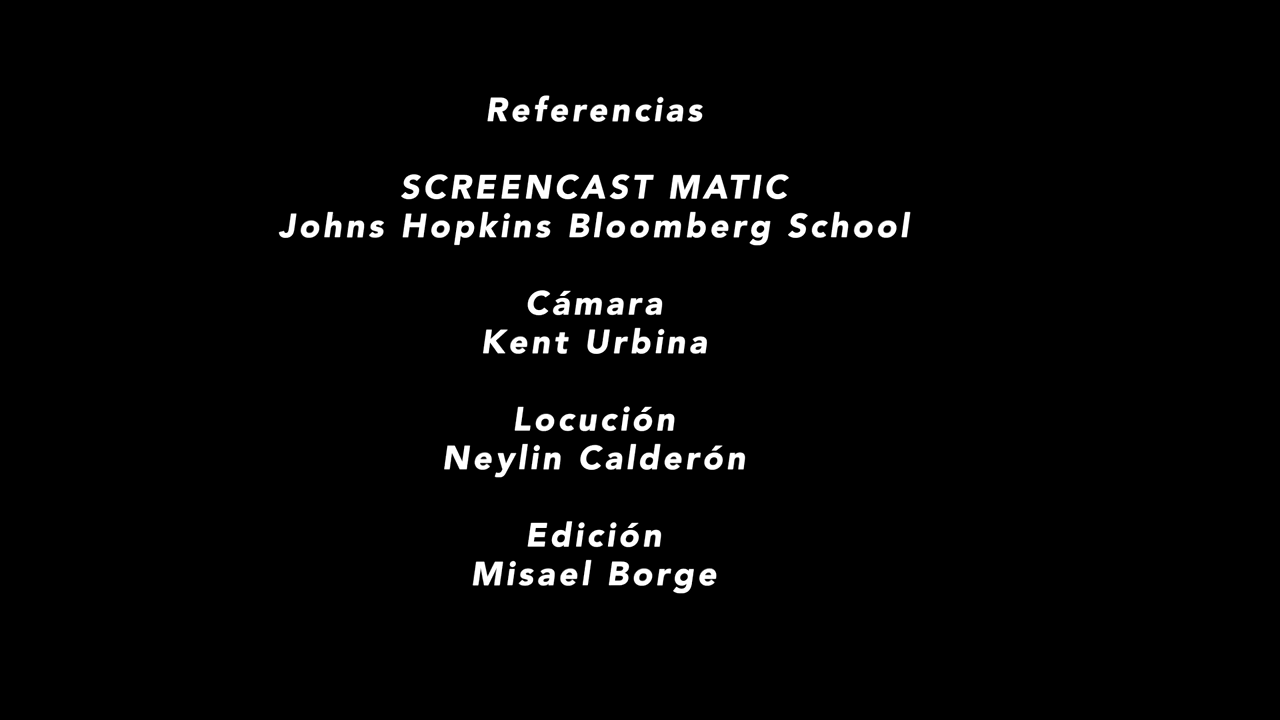 Referencias
SCREENCAST MATIC
Johns Hopkins Bloomberg School
Cámara
Kent Urbina
Locución
Neylin Calderón
Edición
Misael Borge